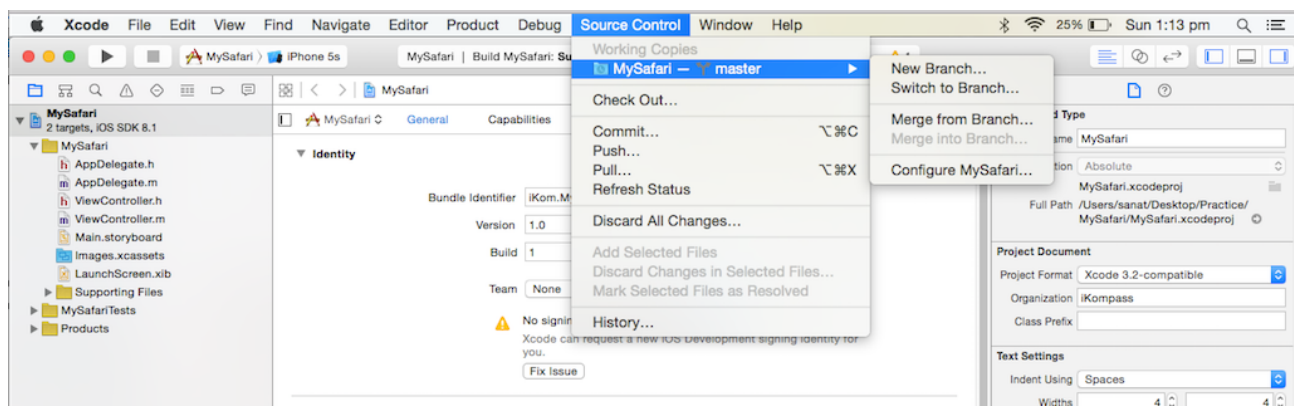 Xcode File Edit View Find Navigate Editor Product Debug Source Control Window Help 25% Sun 1:13 pm
MySafari iPhone 5s MySafari | Build MySafari:
Working Copies
MySafari — master
Check Out...
Commit... ⌥⌘C
Push...
Pull... ⌥⌘X
Refresh Status
Discard All Changes...
Add Selected Files
Discard Changes in Selected Files...
Mark Selected Files as Resolved
History...
New Branch...
Switch to Branch...
Merge from Branch...
Merge into Branch...
Configure MySafari...
MySafari
2 targets, iOS SDK 8.1
MySafari
h AppDelegate.h
m AppDelegate.m
h ViewController.h
m ViewController.m
Main.storyboard
Images.xcassets
LaunchScreen.xib
Supporting Files
MySafariTests
Products
MySafari
MySafari General Capabilities
Identity
Bundle Identifier iKom.M
Version 1.0
Build 1
Team None
No signin
Xcode can request a new iOS Development signing identity for
you.
Fix Issue
d Type
ame MySafari
tion Absolute
MySafari.xcodeproj
Full Path /Users/sanat/Desktop/Practice/
MySafari/MySafari.xcodeproj
Project Document
Project Format Xcode 3.2-compatible
Organization iKompass
Class Prefix
Text Settings
Indent Using Spaces
Widths 4 4